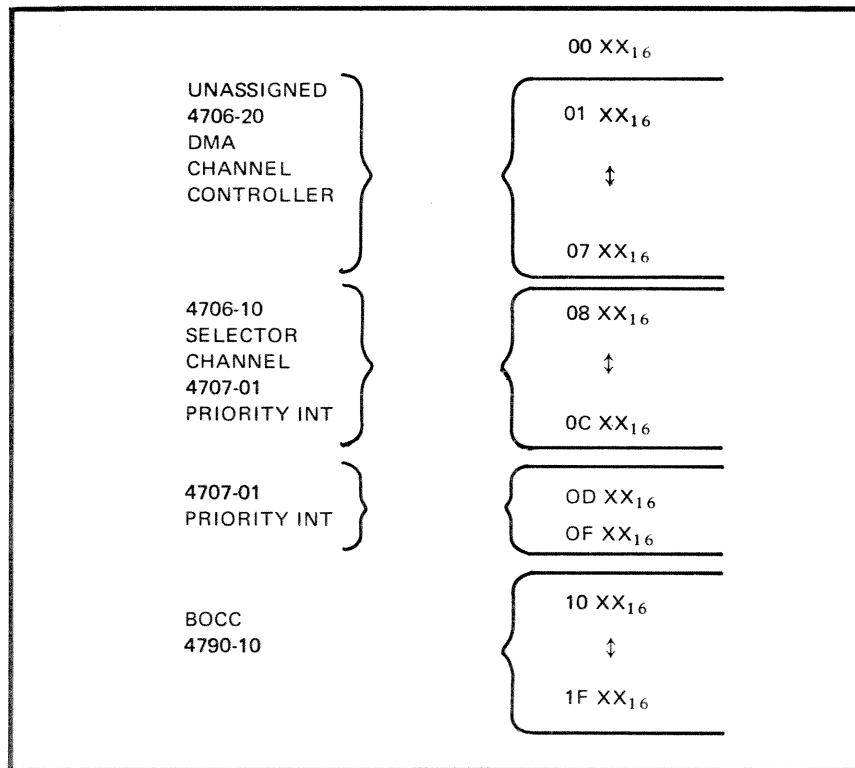 00 XX16
UNASSIGNED
4706-20
DMA
CHANNEL
CONTROLLER
01 XX16
↕
07 XX16
4706-10
SELECTOR
CHANNEL
4707-01
PRIORITY INT
08 XX16
↕
0C XX16
4707-01
PRIORITY INT
OD XX16
OF XX16
BOCC
4790-10
10 XX16
↕
1F XX16